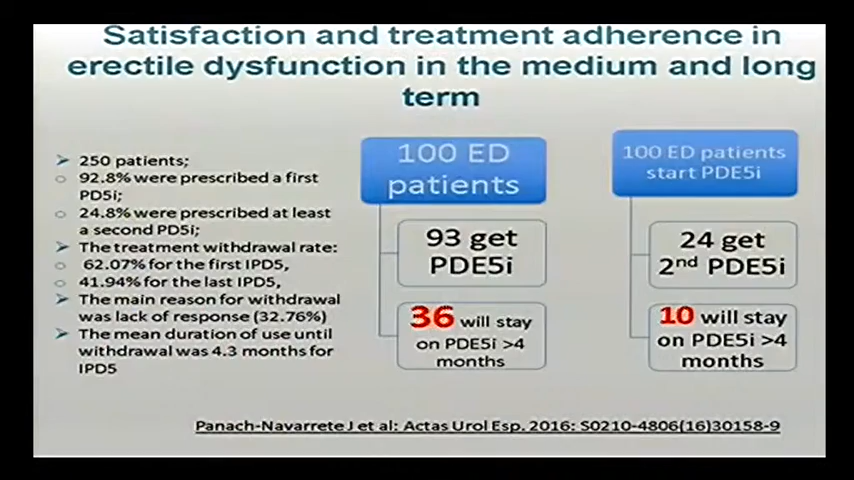 Satisfaction and treatment adherence in
erectile dysfunction in the medium and long
term
➤ 250 patients;
○ 92.8% were prescribed a first
PD5i;
○ 24.8% were prescribed at least
a second PD5i;
➤ The treatment withdrawal rate:
○ 62.07% for the first IPD5,
○ 41.94% for the last IPD5,
➤ The main reason for withdrawal
was lack of response (32.76%)
➤ The mean duration of use until
withdrawal was 4.3 months for
IPD5
100 ED
patients
93 get
PDE5i
36 will stay
on PDE5i >4
months
100 ED patients
start PDE5i
24 get
2nd PDE5i
10 will stay
on PDE5i >4
months
Panach-Navarrete J et al: Actas Urol Esp. 2016: S0210-4806(16)30158-9